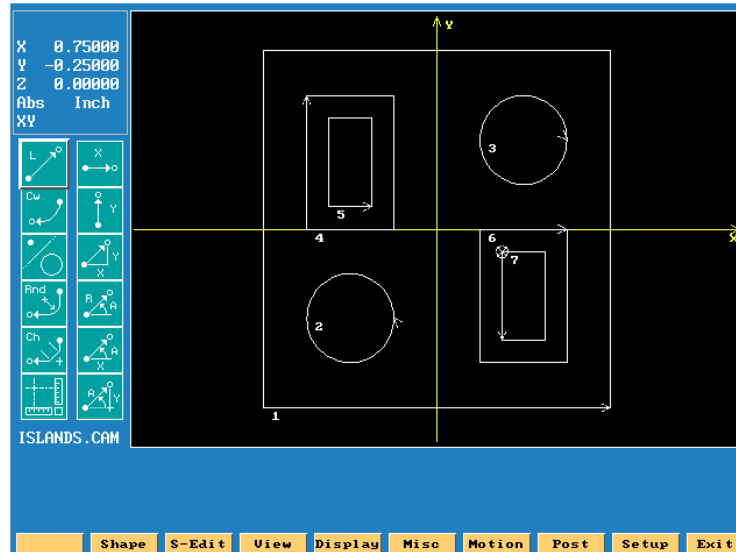 X 0.75000
Y -0.25000
Z 0.00000
Abs Inch
XY
L X
Cw Y
Y
X
Rnd R A
Ch A
X
A Y
ISLANDS.CAM
Y
3
5
4
6
X
7
2
1
Shape S-Edit View Display Misc Motion Post Setup Exit